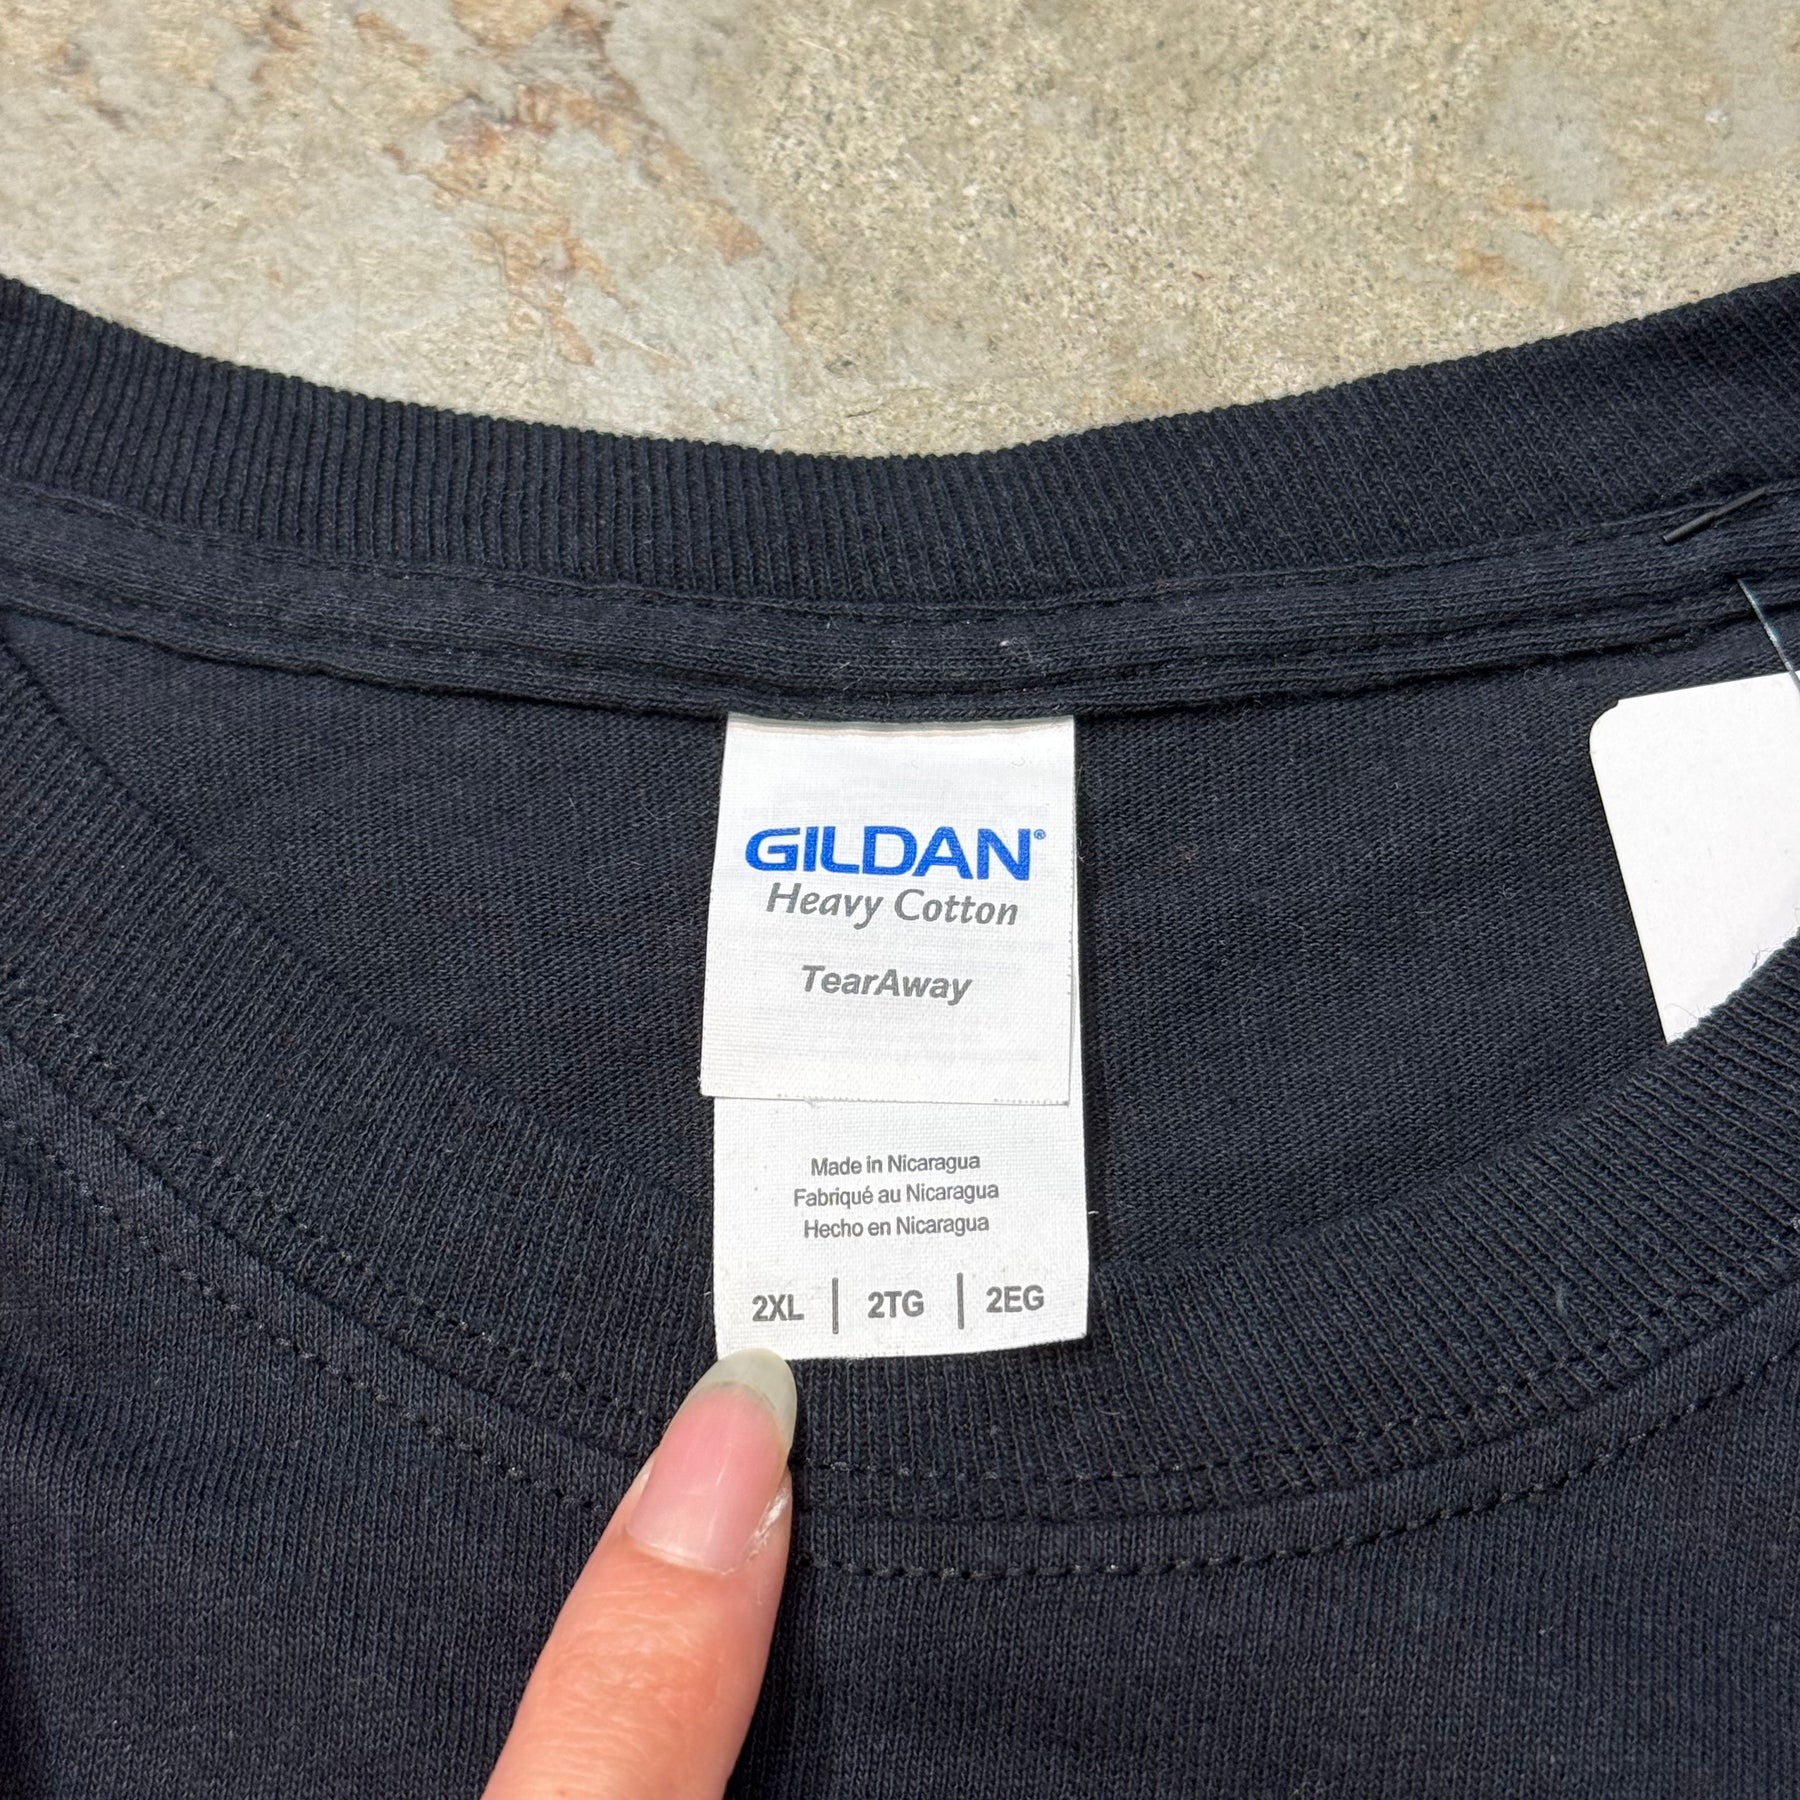 GILDAN®
Heavy Cotton
TearAway
Made in Nicaragua
Fabriqué au Nicaragua
Hecho en Nicaragua
2XL | 2TG | 2EG